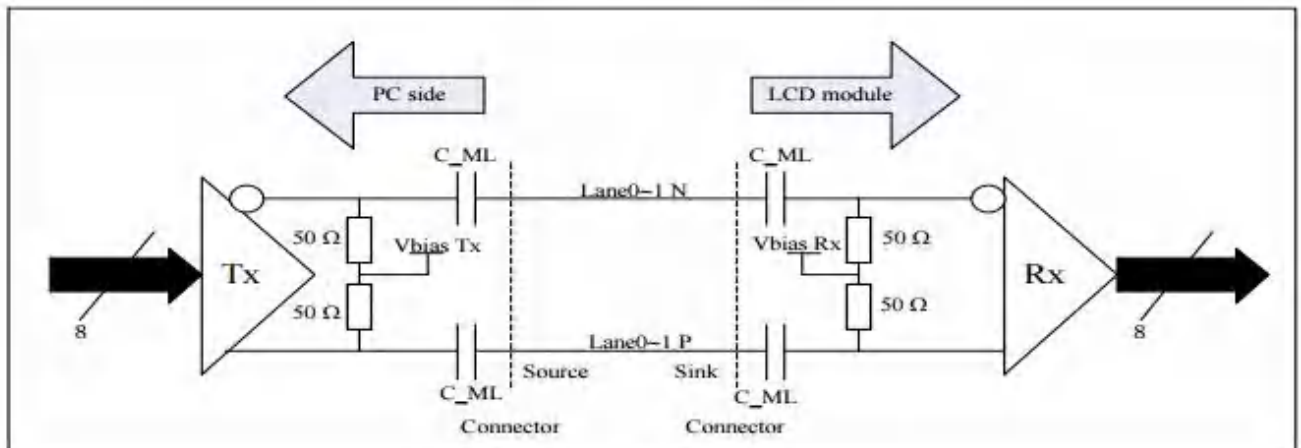 PC side
LCD module
C_ML
C_ML
Lane0~1 N
50 Ω
Vbias Tx
Vbias Rx
50 Ω
Tx
Rx
50 Ω
50 Ω
8
8
Lane0~1 P
Source
Sink
C_ML
C_ML
Connector
Connector